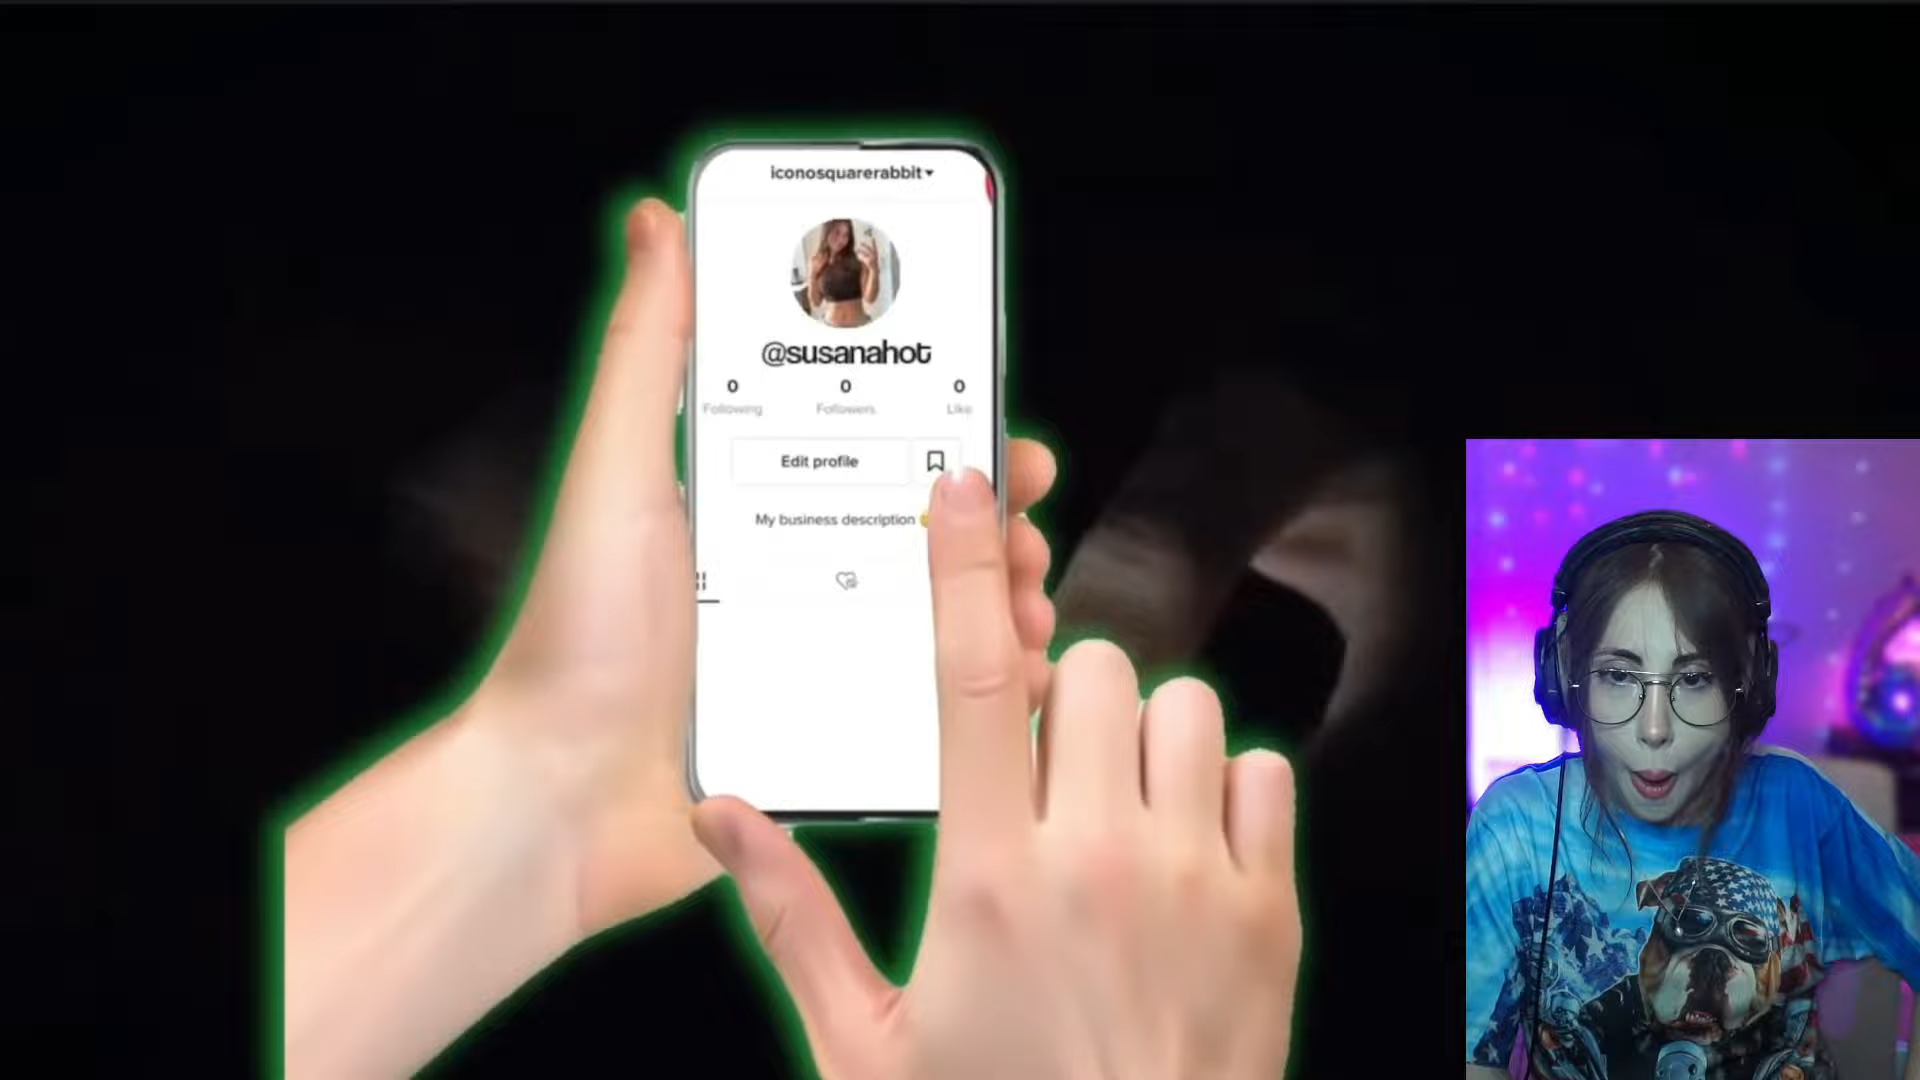 iconosquarerabbit
@susanahot
0 0 0
Following Followers Like
Edit profile
My business description